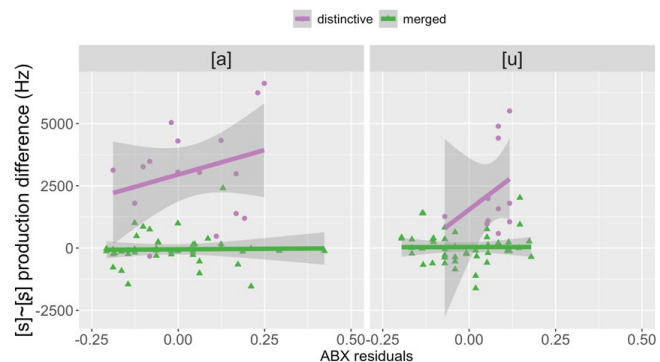 distinctive merged
[a] [u]
[s]~[ʂ] production difference (Hz)
5000
2500
0
-2500
-0.25 0.00 0.25 0.50 -0.25 0.00 0.25 0.50
ABX residuals